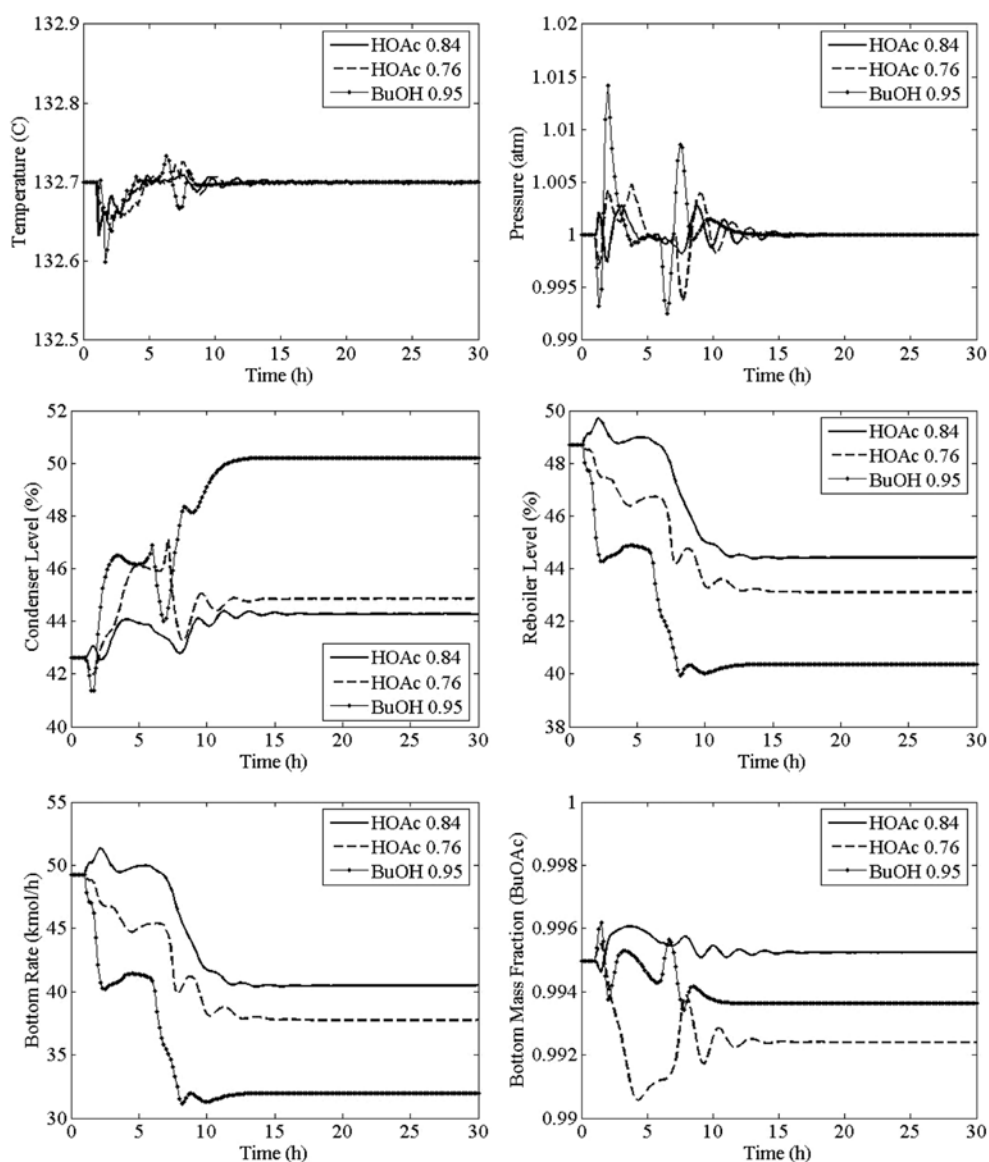 132.9
132.8
132.7
132.6
132.5
Temperature (C)
HOAc 0.84
HOAc 0.76
BuOH 0.95
0 5 10 15 20 25 30
Time (h)
1.02
1.015
1.01
1.005
1
0.995
0.99
Pressure (atm)
HOAc 0.84
HOAc 0.76
BuOH 0.95
0 5 10 15 20 25 30
Time (h)
52
50
48
46
44
42
40
Condenser Level (%)
HOAc 0.84
HOAc 0.76
BuOH 0.95
0 5 10 15 20 25 30
Time (h)
50
48
46
44
42
40
38
Reboiler Level (%)
HOAc 0.84
HOAc 0.76
BuOH 0.95
0 5 10 15 20 25 30
Time (h)
55
50
45
40
35
30
Bottom Rate (kmol/h)
HOAc 0.84
HOAc 0.76
BuOH 0.95
0 5 10 15 20 25 30
Time (h)
1
0.998
0.996
0.994
0.992
0.99
Bottom Mass Fraction (BuOAc)
HOAc 0.84
HOAc 0.76
BuOH 0.95
0 5 10 15 20 25 30
Time (h)